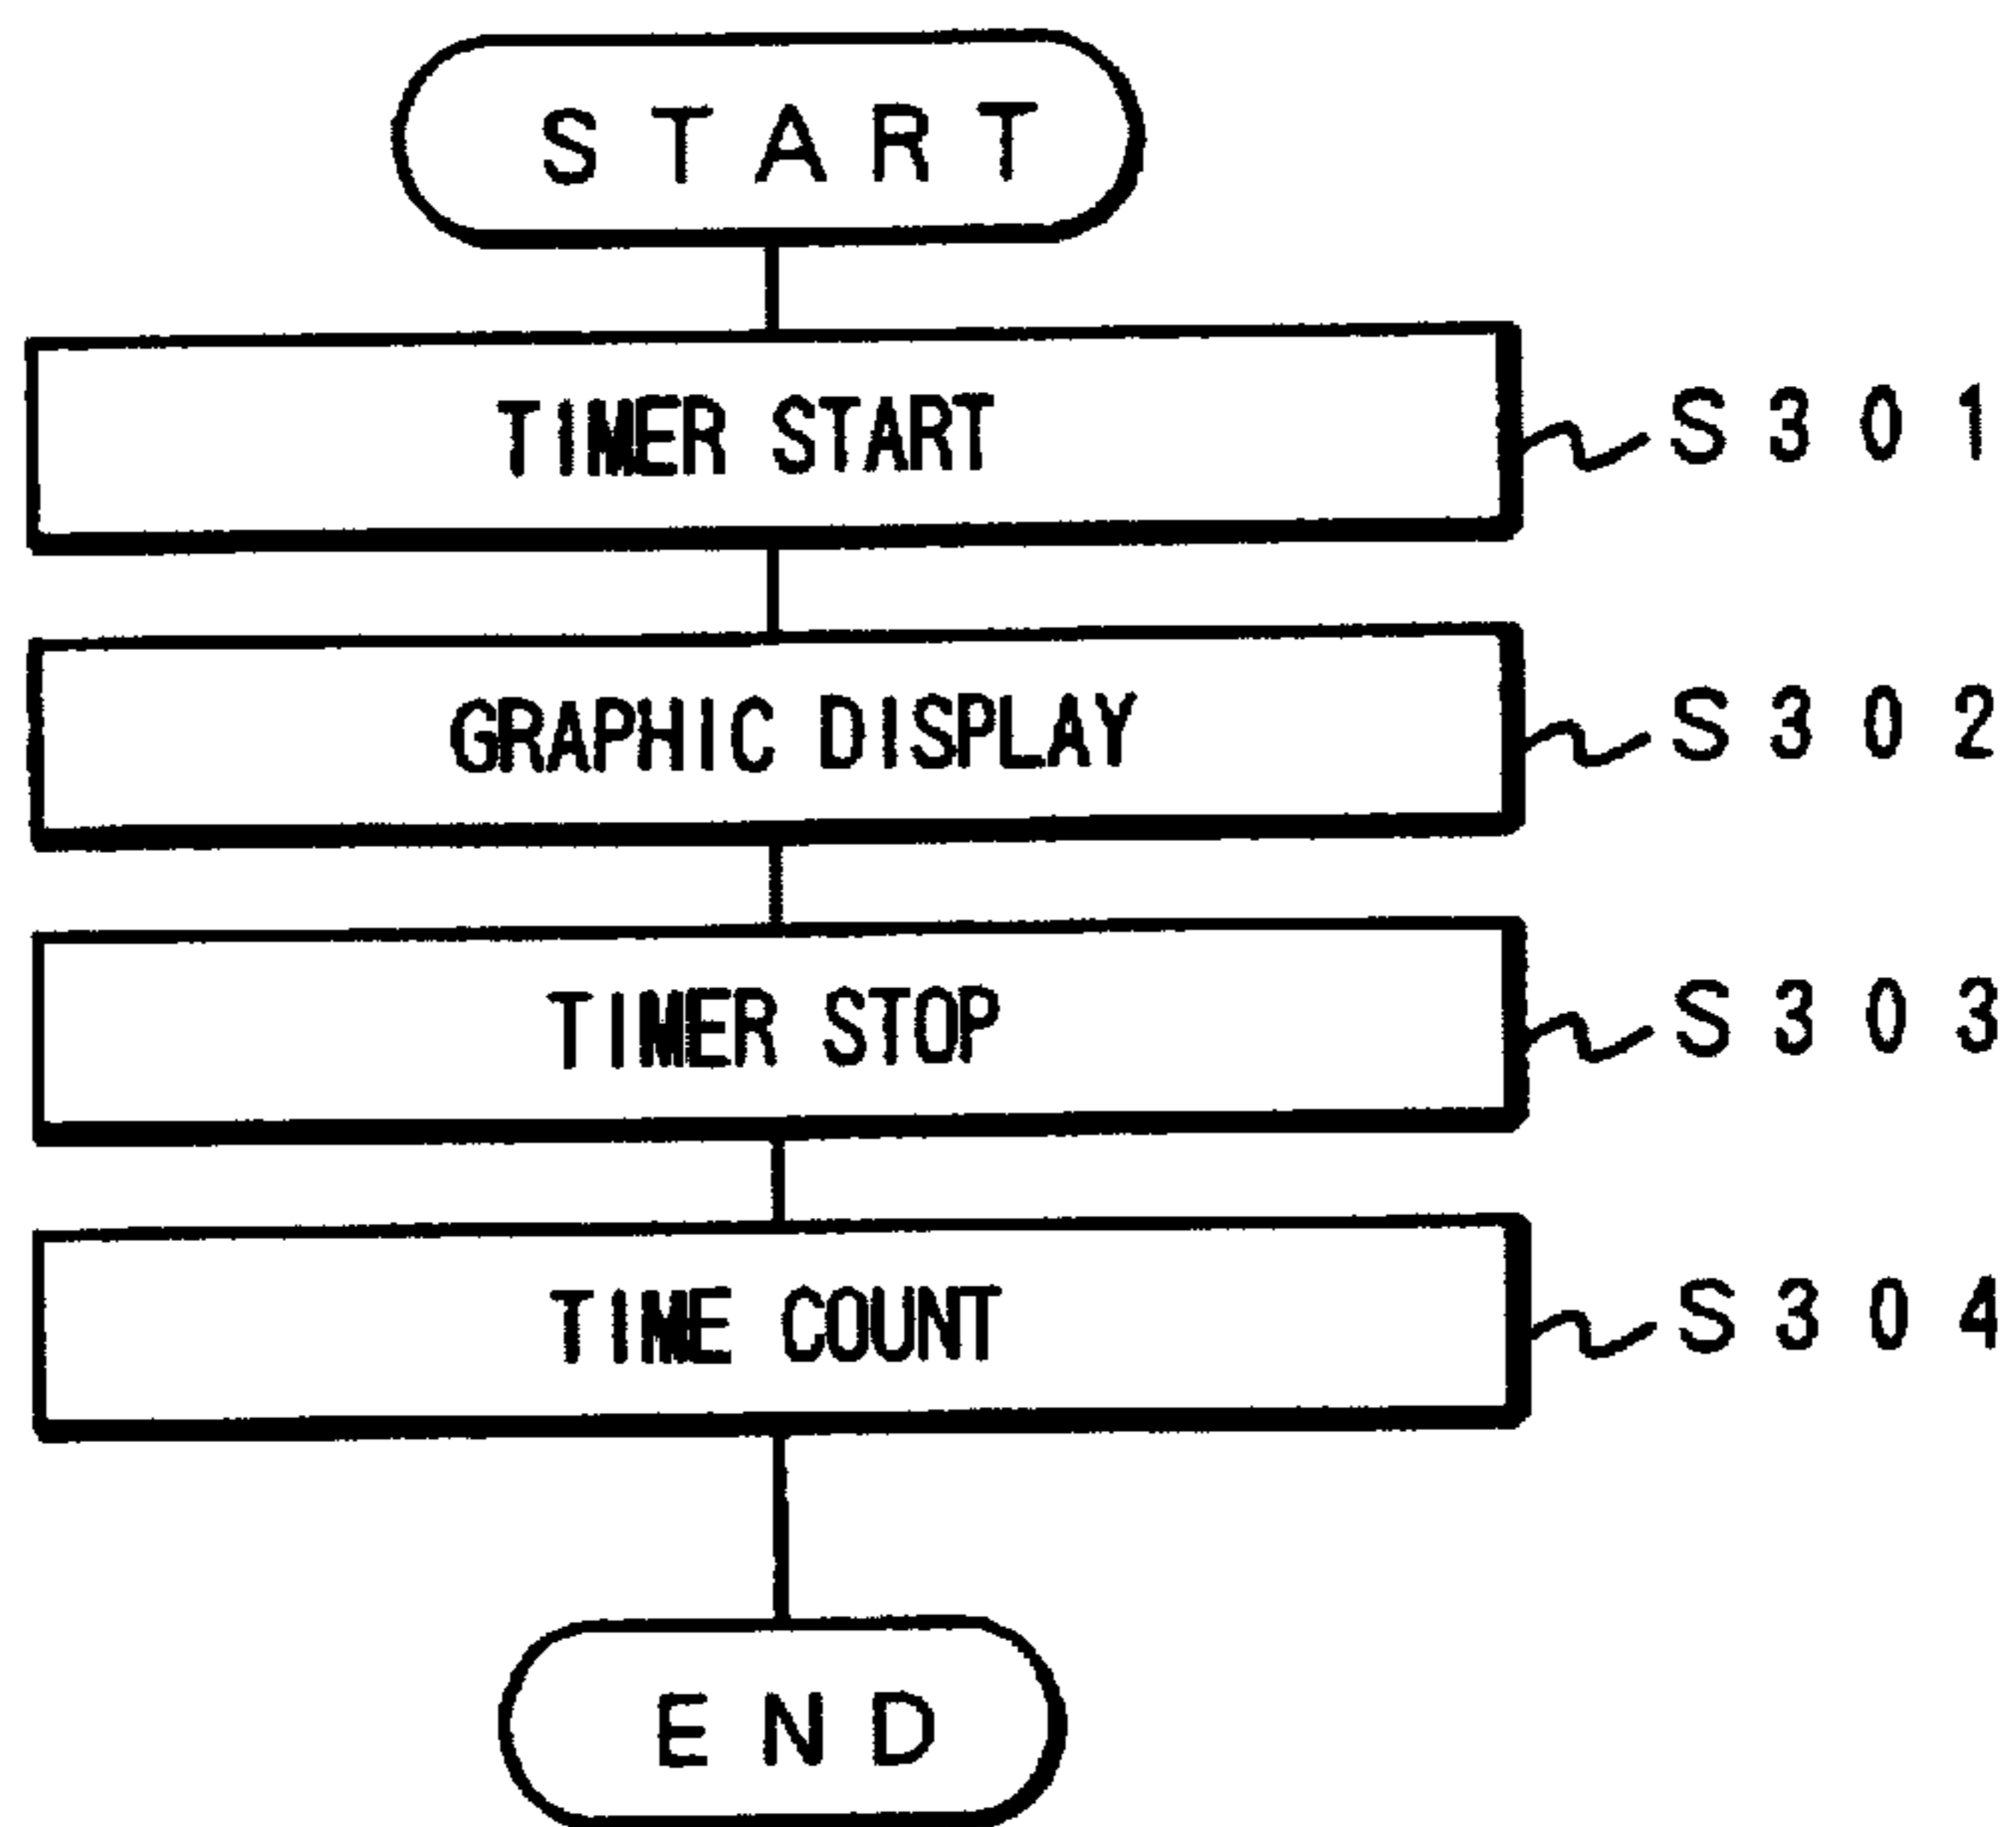 START
TIMER START S301
GRAPHIC DISPLAY S302
TIMER STOP S303
TIME COUNT S304
END